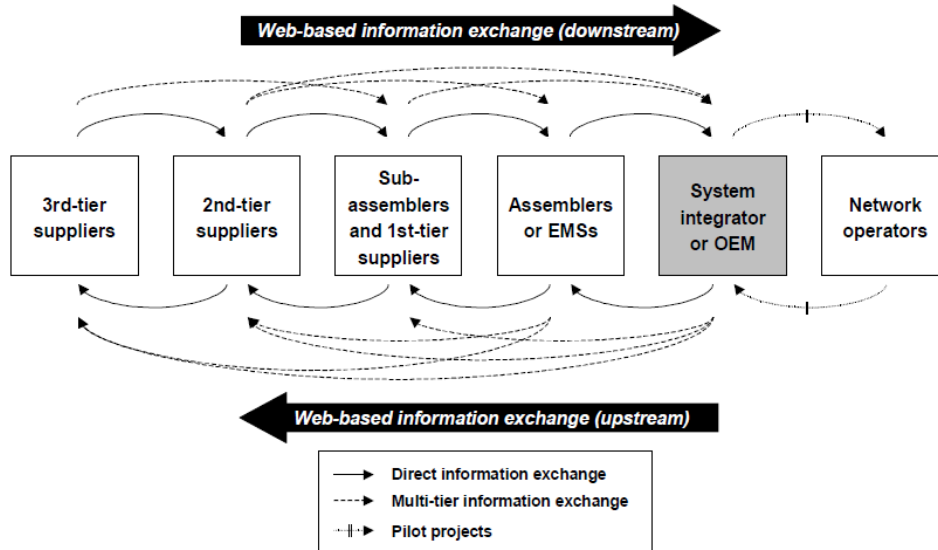 Web-based information exchange (downstream)
3rd-tier
suppliers
2nd-tier
suppliers
Sub-
assemblers
and 1st-tier
suppliers
Assemblers
or EMSs
System
integrator
or OEM
Network
operators
Web-based information exchange (upstream)
Direct information exchange
Multi-tier information exchange
Pilot projects